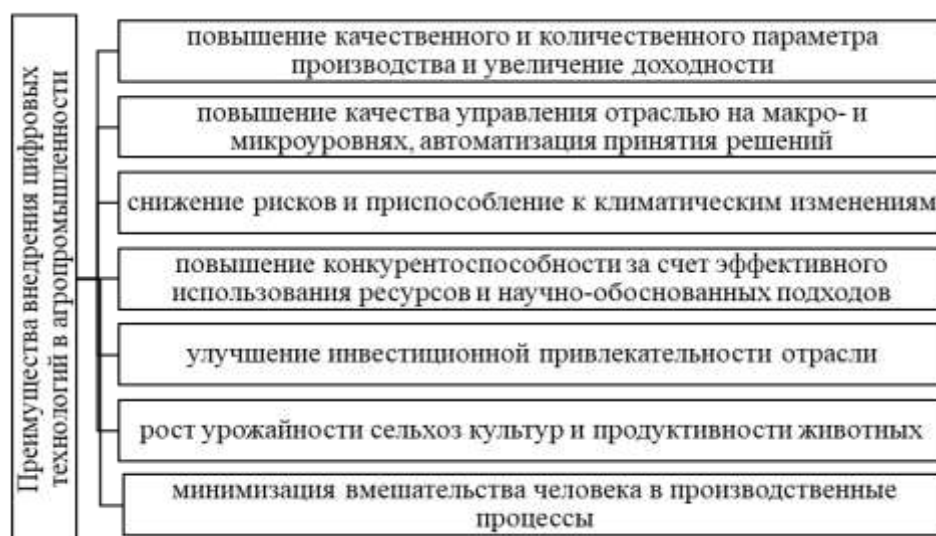 Преимущества внедрения цифровых
технологий в агропромышленности
повышение качественного и количественного параметра
производства и увеличение доходности
повышение качества управления отраслью на макро- и
микроуровнях, автоматизация принятия решений
снижение рисков и приспособление к климатическим изменениям
повышение конкурентоспособности за счет эффективного
использования ресурсов и научно-обоснованных подходов
улучшение инвестиционной привлекательности отрасли
рост урожайности сельхоз культур и продуктивности животных
минимизация вмешательства человека в производственные
процессы